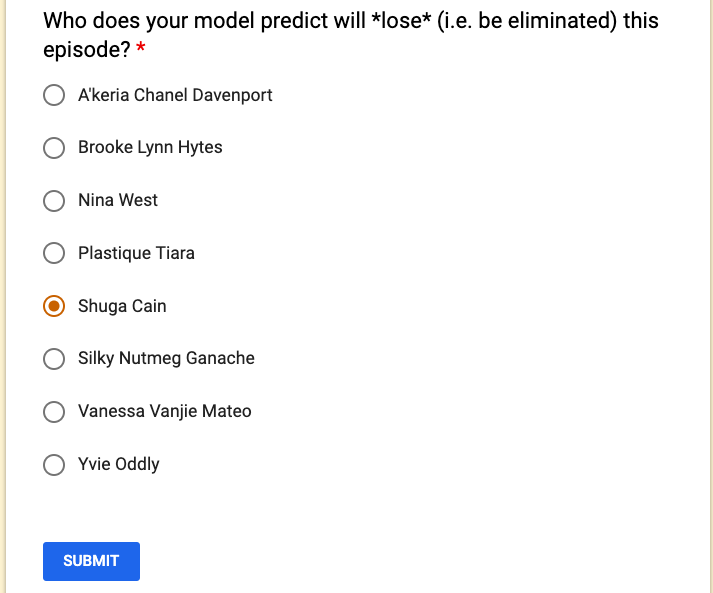 Who does your model predict will *lose* (i.e. be eliminated) this
episode? *
A'keria Chanel Davenport
Brooke Lynn Hytes
Nina West
Plastique Tiara
Shuga Cain
Silky Nutmeg Ganache
Vanessa Vanjie Mateo
Yvie Oddly
SUBMIT